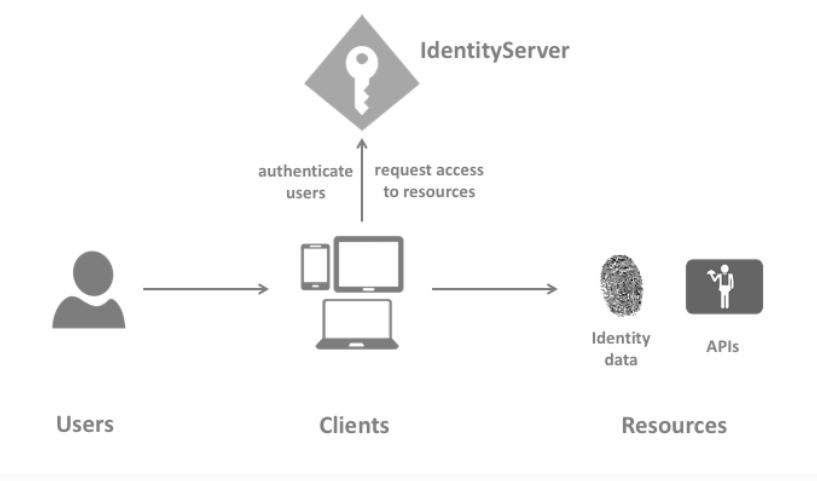 IdentityServer
authenticate
users
request access
to resources
Identity
data
APIs
Users
Clients
Resources